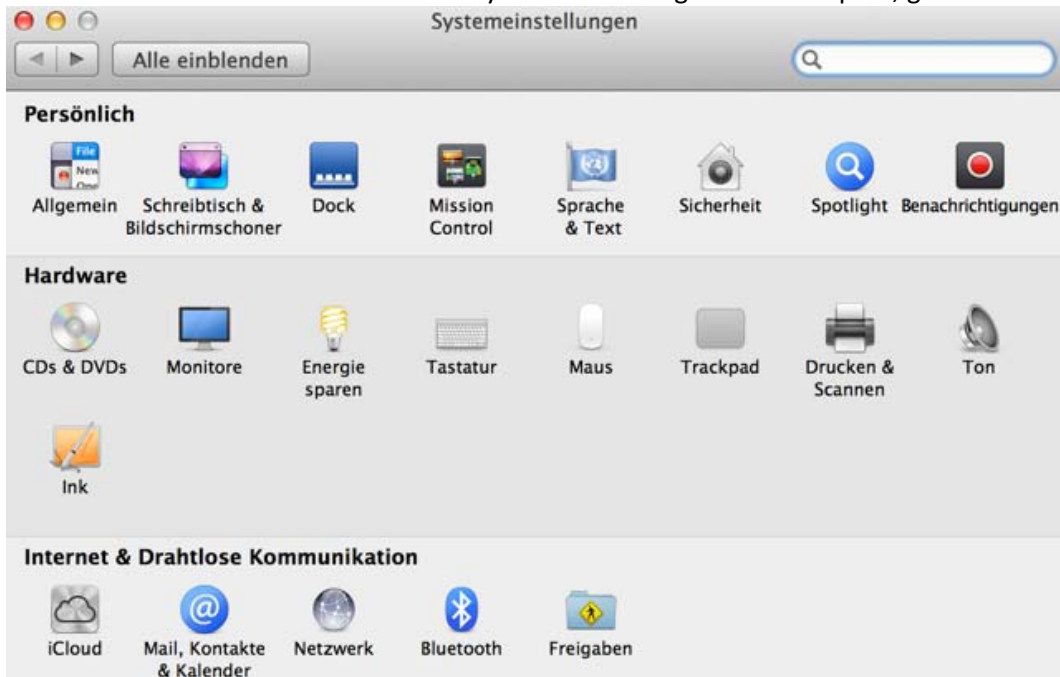 Systemeinstellungen
Alle einblenden
Persönlich
File
New
Allgemein
Schreibtisch &
Bildschirmschoner
Dock
Mission
Control
Sprache
& Text
Sicherheit
Spotlight
Benachrichtigungen
Hardware
CDs & DVDs
Monitore
Energie
sparen
Tastatur
Maus
Trackpad
Drucken &
Scannen
Ton
Ink
Internet & Drahtlose Kommunikation
iCloud
Mail, Kontakte
& Kalender
Netzwerk
Bluetooth
Freigaben